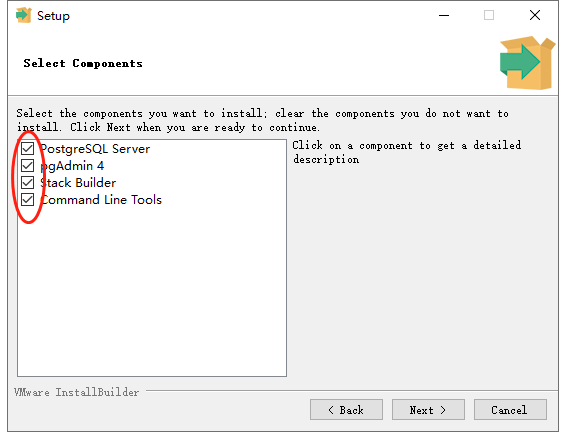 Setup
Select Components
Select the components you want to install; clear the components you do not want to
install. Click Next when you are ready to continue.
PostgreSQL Server
pgAdmin 4
Stack Builder
Command Line Tools
Click on a component to get a detailed
description
VMware InstallBuilder
< Back
Next >
Cancel